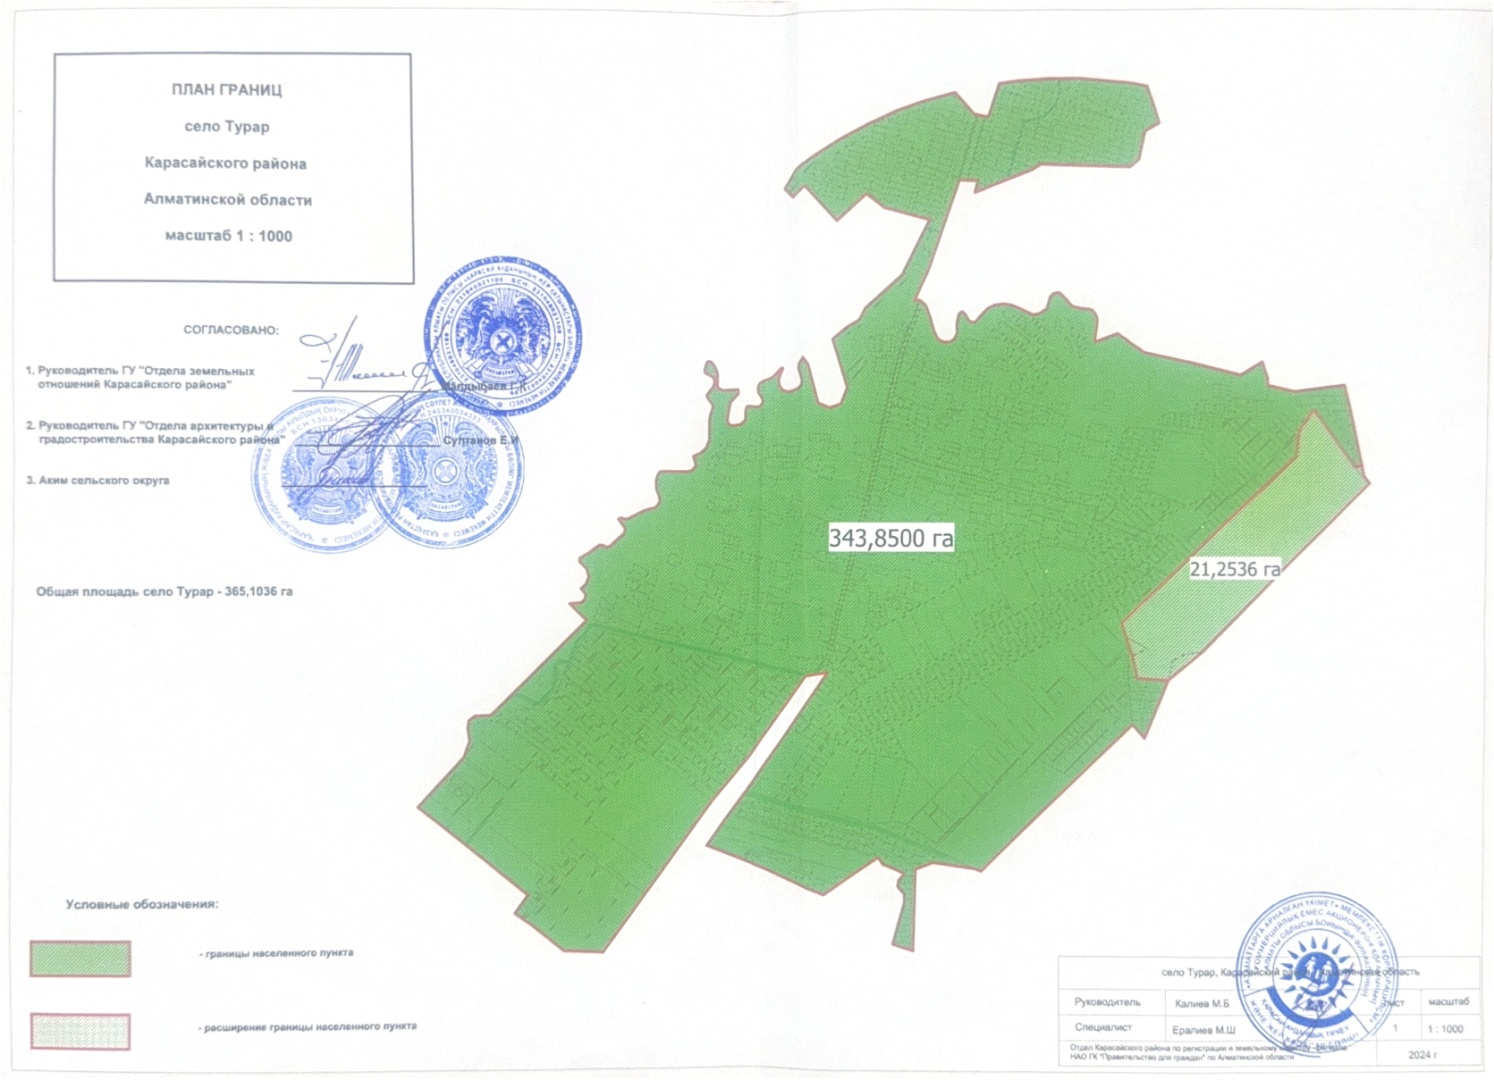 ПЛАН ГРАНИЦ
село Турар
Карасайского района
Алматинской области
масштаб 1 : 1000
СОГЛАСОВАНО:
1. Руководитель ГУ "Отдела земельных
отношений Карасайского района"
2. Руководитель ГУ "Отдела архитектуры и
градостроительства Карасайского района"
Султанов Е.И
3. Аким сельского округа
Общая площадь село Турар - 365,1036 га
343,8500 га
21,2536 га
Условные обозначения:
- границы населенного пункта
- расширение границы населенного пункта
село Турар, Карасайский район, Алматинская область
Руководитель
Калиев М.Б
лист
масштаб
Специалист
Ералиев М.Ш
1
1 : 1000
Отдел Карасайского района по регистрации и земельному
НАО ГК "Правительство для граждан" по Алматинской области
2024 г